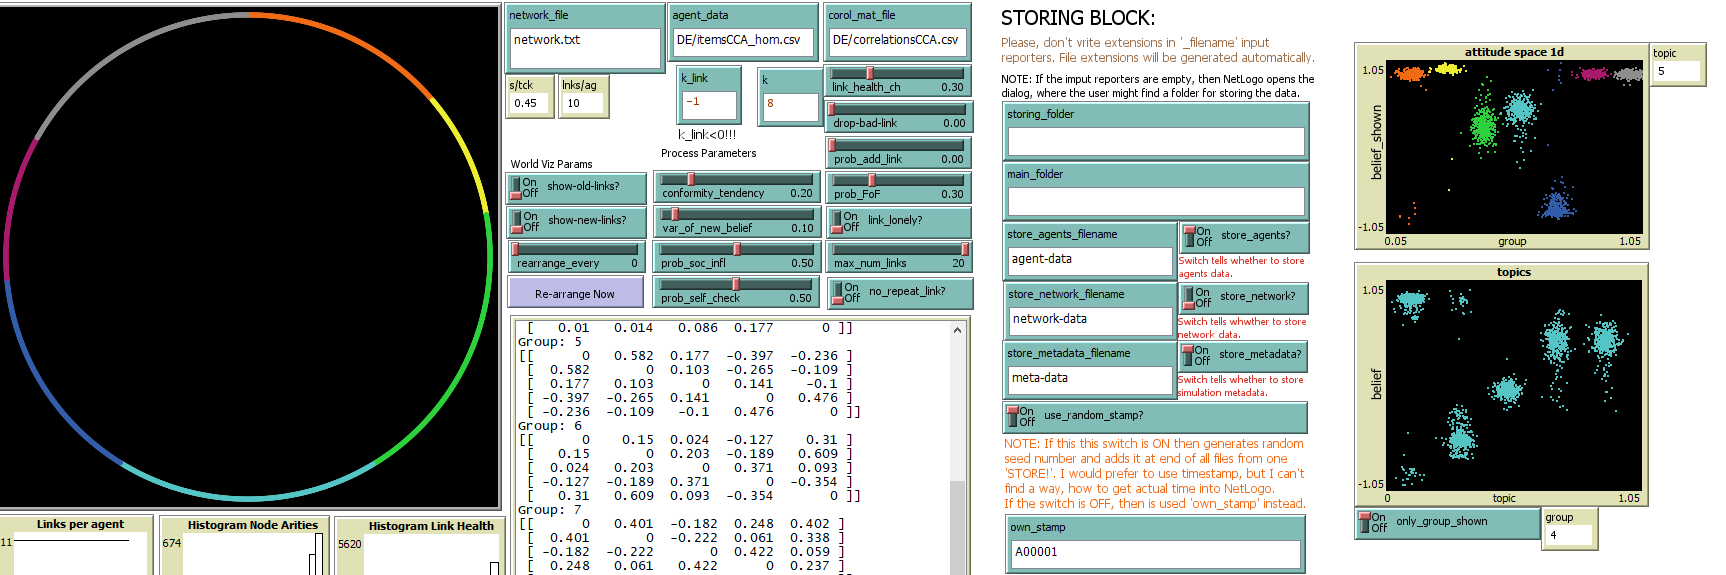 network_file
network.txt
agent_data
DE/itemsCCA_hom.csv
corol_mat_file
DE/correlationsCCA.csv
s/tck
0.45
lnks/ag
10
k_link
-1
k
8
k_link<0!!!
link_health_ch 0.30
drop-bad-link 0.00
prob_add_link 0.00
prob_FoF 0.30
World Viz Params
Process Parameters
On
Off
show-old-links?
On
Off
show-new-links?
rearrange_every 0
Re-arrange Now
conformity_tendency 0.20
var_of_new_belief 0.10
prob_soc_infl 0.50
prob_self_check 0.50
On
Off
link_lonely?
max_num_links 20
On
Off
no_repeat_link?
[ 0.01 0.014 0.086 0.177 0 ]]
Group: 5
[[ 0 0.582 0.177 -0.397 -0.236 ]
[ 0.582 0 0.103 -0.265 -0.109 ]
[ 0.177 0.103 0 0.141 -0.1 ]
[ -0.397 -0.265 0.141 0 0.476 ]
[ -0.236 -0.109 -0.1 0.476 0 ]]
Group: 6
[[ 0 0.15 0.024 -0.127 0.31 ]
[ 0.15 0 0.203 -0.189 0.609 ]
[ 0.024 0.203 0 0.371 0.093 ]
[ -0.127 -0.189 0.371 0 -0.354 ]
[ 0.31 0.609 0.093 -0.354 0 ]]
Group: 7
[[ 0 0.401 -0.182 0.248 0.402 ]
[ 0.401 0 -0.222 0.061 0.338 ]
[ -0.182 -0.222 0 0.422 0.059 ]
[ 0.248 0.061 0.422 0 0.237 ]
Links per agent
11
Histogram Node Arities
674
Histogram Link Health
5620
STORING BLOCK:
Please, don't vrite extensions in '_filename' input
reporters. File extensions will be generated automatically.
NOTE: If the input reporters are empty, then NetLogo opens the
dialog, where the user might find a folder for storing the data.
storing_folder
main_folder
store_agents_filename
agent-data
On
Off
store_agents?
Switch tells whether to store
agents data.
store_network_filename
network-data
On
Off
store_network?
Switch tells whwther to store
network data.
store_metadata_filename
meta-data
On
Off
store_metadata?
Switch tells whether to store
simulation metadata.
On
Off
use_random_stamp?
NOTE: If this this switch is ON then generates random
seed number and adds it at end of all files from one
'STORE!'. I would prefer to use timestamp, but I can't
find a way, how to get actual time into NetLogo.
If the switch is OFF, then is used 'own_stamp' instead.
own_stamp
A00001
attitude space 1d
1.05
belief_shown
-1.05
0.05
group
1.05
topic
5
topics
1.05
belief
-1.05
0
topic
1.05
On
Off
only_group_shown
group
4